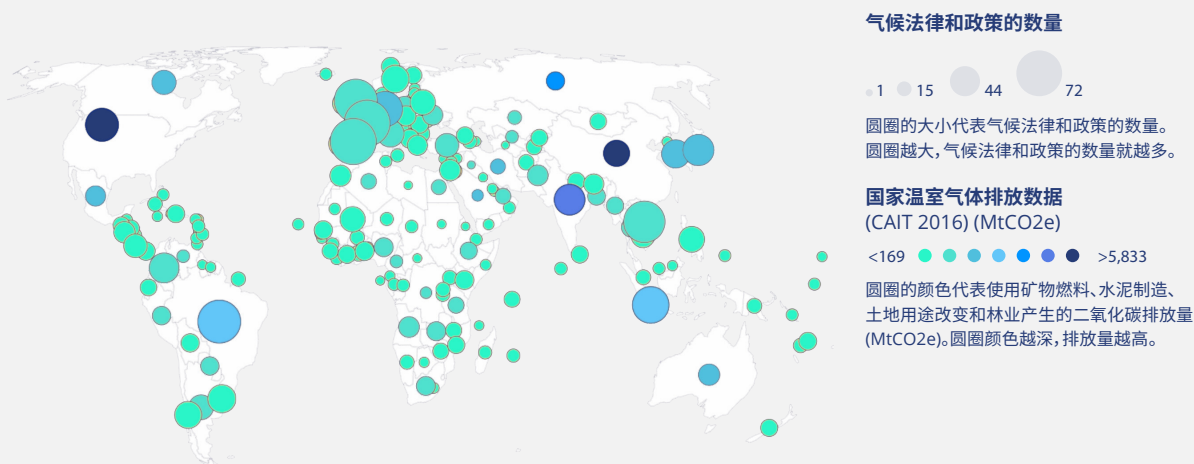 气候法律和政策的数量
1 15 44 72
圆圈的大小代表气候法律和政策的数量。
圆圈越大，气候法律和政策的数量就越多。
国家温室气体排放数据
(CAIT 2016) (MtCO2e)
<169 >5,833
圆圈的颜色代表使用矿物燃料、水泥制造、
土地用途改变和林业产生的二氧化碳排放量
(MtCO2e)。圆圈颜色越深，排放量越高。